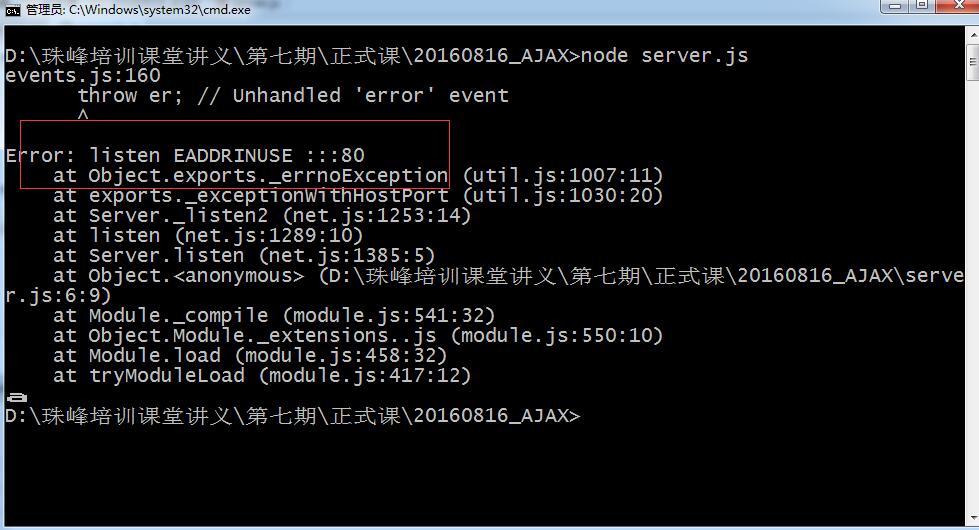 管理员: C:\Windows\system32\cmd.exe
D:\珠峰培训课堂讲义\第七期\正式课\20160816_AJAX>node server.js
events.js:160
throw er; // Unhandled 'error' event
^
Error: listen EADDRINUSE :::80
at Object.exports._errnoException (util.js:1007:11)
at exports._exceptionWithHostPort (util.js:1030:20)
at Server._listen2 (net.js:1253:14)
at listen (net.js:1289:10)
at Server.listen (net.js:1385:5)
at Object.<anonymous> (D:\珠峰培训课堂讲义\第七期\正式课\20160816_AJAX\serve
r.js:6:9)
at Module._compile (module.js:541:32)
at Object.Module._extensions..js (module.js:550:10)
at Module.load (module.js:458:32)
at tryModuleLoad (module.js:417:12)
D:\珠峰培训课堂讲义\第七期\正式课\20160816_AJAX>